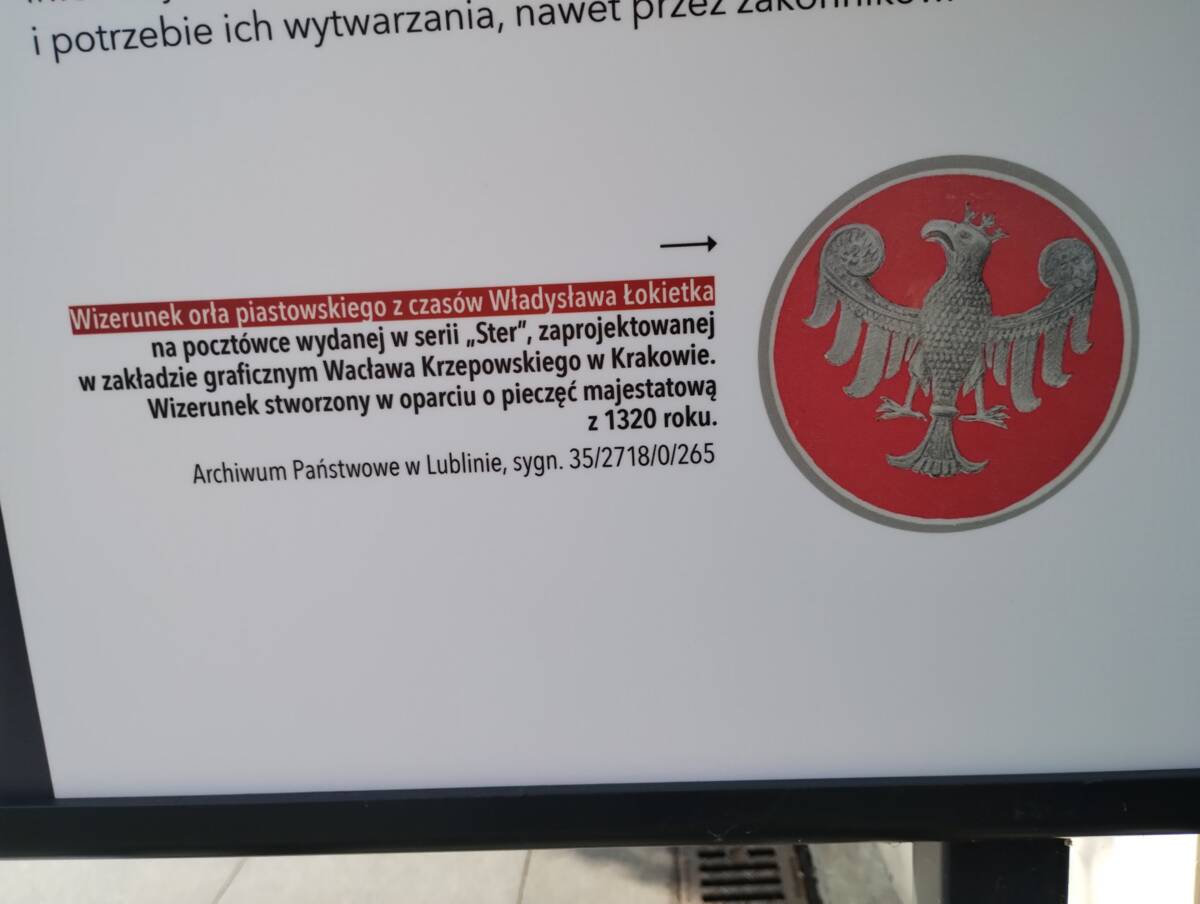 i potrzebie ich wytwarzania, nawet przez
Wizerunek orła piastowskiego z czasów Władysława Łokietka
na pocztówce wydanej w serii „Ster”, zaprojektowanej
w zakładzie graficznym Wacława Krzepowskiego w Krakowie.
Wizerunek stworzony w oparciu o pieczęć majestatową
z 1320 roku.
Archiwum Państwowe w Lublinie, sygn. 35/2718/0/265